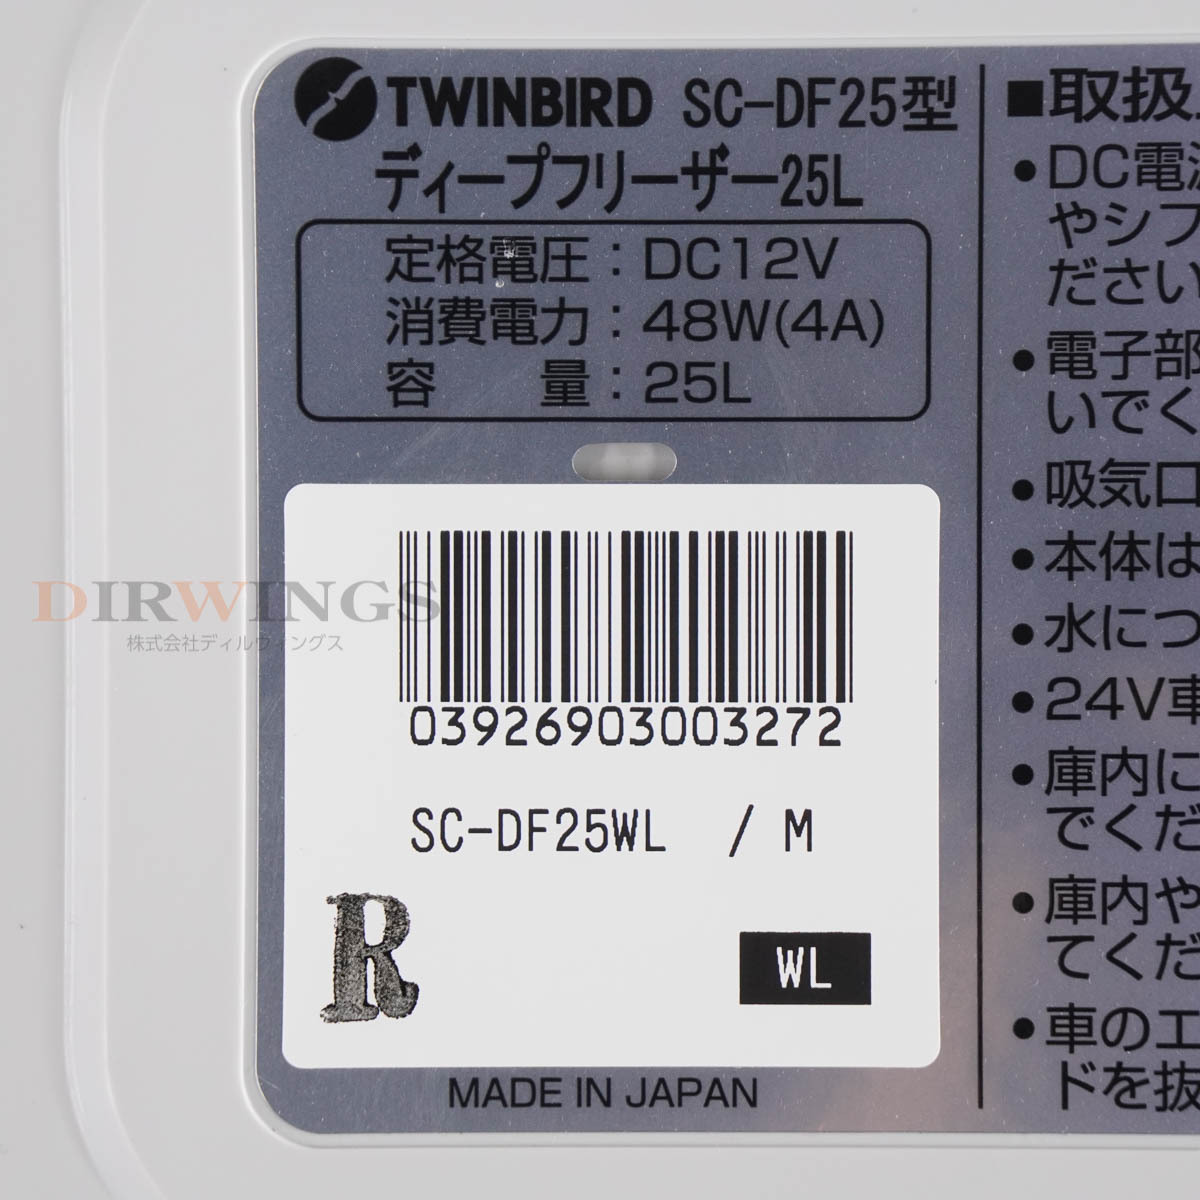 TWINBIRD SC-DF25型
ディープフリーザー25L
定格電圧：DC12V
消費電力：48W(4A)
容　量：25L
03926903003272
SC-DF25WL / M
R
WL
MADE IN JAPAN
■取扱
●DC電
やシフ
ださい
●電子部
いでく
●吸気口
●本体は
●水につ
●24V車
●庫内に
でくだ
●庫内や
てくだ
●車のエ
ドを抜
DIRWINGS
株式会社ディルウィングス